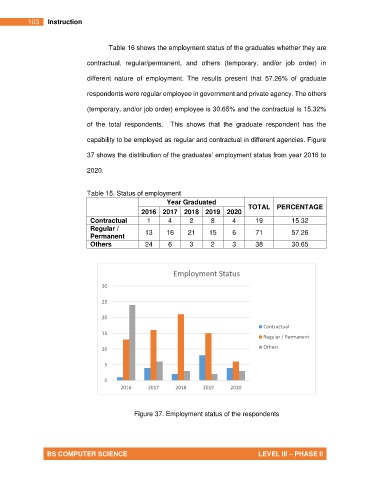 103 Instruction
Table 16 shows the employment status of the graduates whether they are
contractual, regular/permanent, and others (temporary, and/or job order) in
different nature of employment. The results present that 57.26% of graduate
respondents were regular employee in government and private agency. The others
(temporary, and/or job order) employee is 30.65% and the contractual is 15.32%
of the total respondents. This shows that the graduate respondent has the
capability to be employed as regular and contractual in different agencies. Figure
37 shows the distribution of the graduates' employment status from year 2016 to
2020.
Table 15. Status of employment
Year Graduated TOTAL PERCENTAGE
2016 2017 2018 2019 2020
Contractual 1 4 2 8 4 19 15.32
Regular /
Permanent 13 16 21 15 6 71 57.26
Others 24 6 3 2 3 38 30.65
Employment Status
30
25
20
15
10
5
0
2016 2017 2018 2019 2020
Contractual
Regular / Permanent
Others
Figure 37. Employment status of the respondents
BS COMPUTER SCIENCE LEVEL III – PHASE II